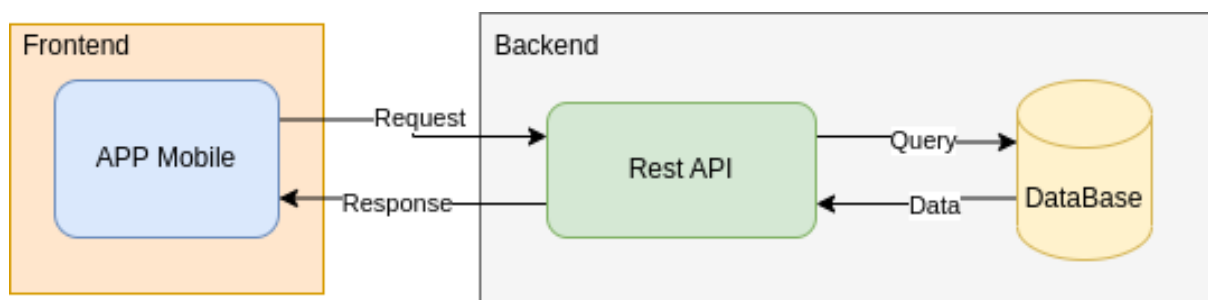 Frontend
Backend
APP Mobile
Request
Response
Rest API
Query
Data
DataBase